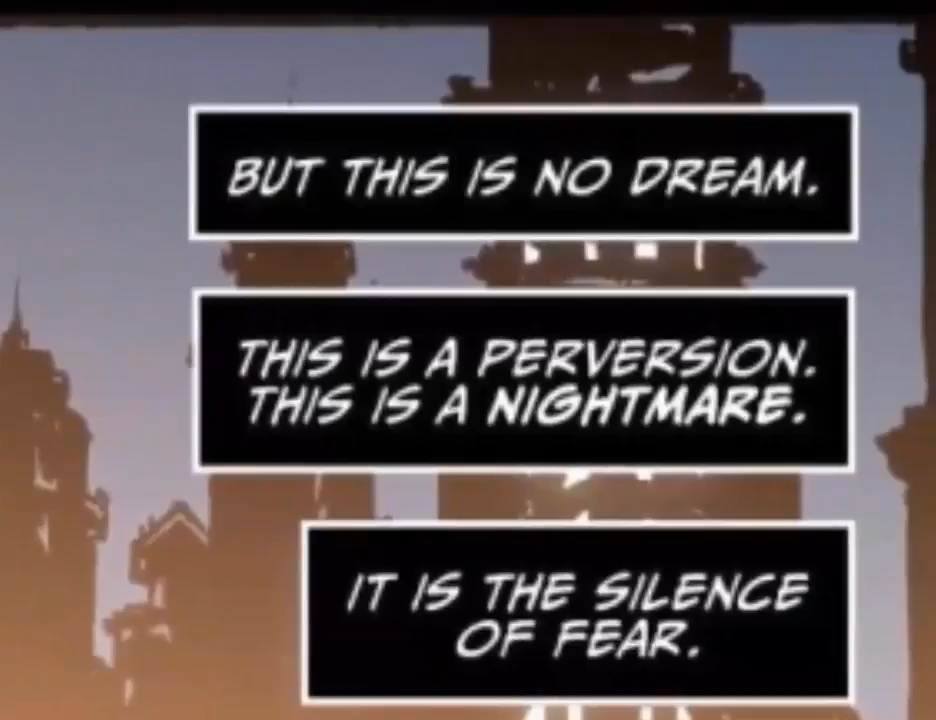 BUT THIS IS NO DREAM.
THIS IS A PERVERSION.
THIS IS A NIGHTMARE.
IT IS THE SILENCE
OF FEAR.